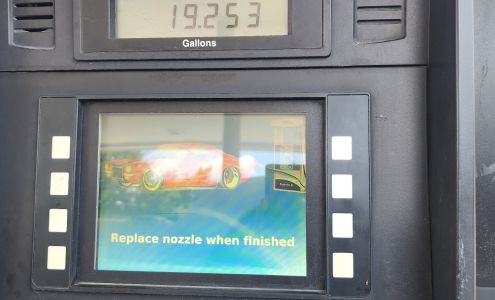 19.253
Gallons
Replace nozzle when finished